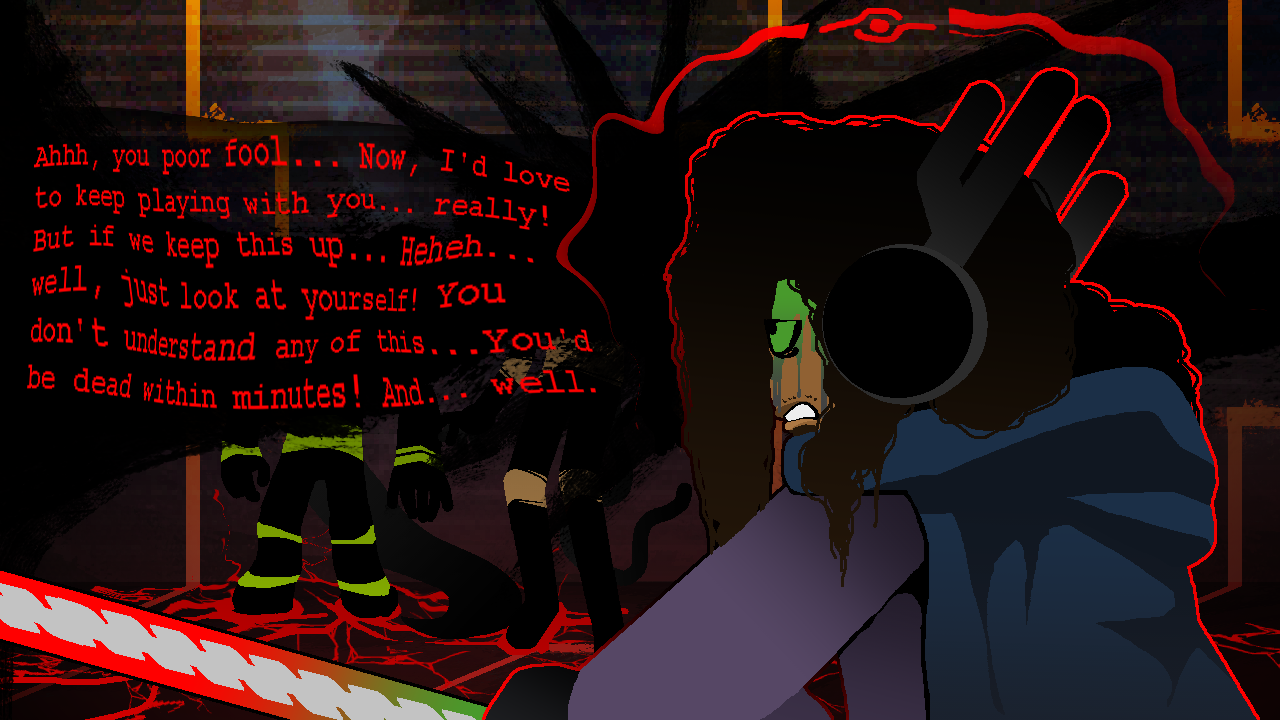 Ahhh, you poor fool... Now, I'd love
to keep playing with you... really!
But if we keep this up... Heheh...
well, just look at yourself! You
don't understand any of this...You'd
be dead within minutes! And... well.